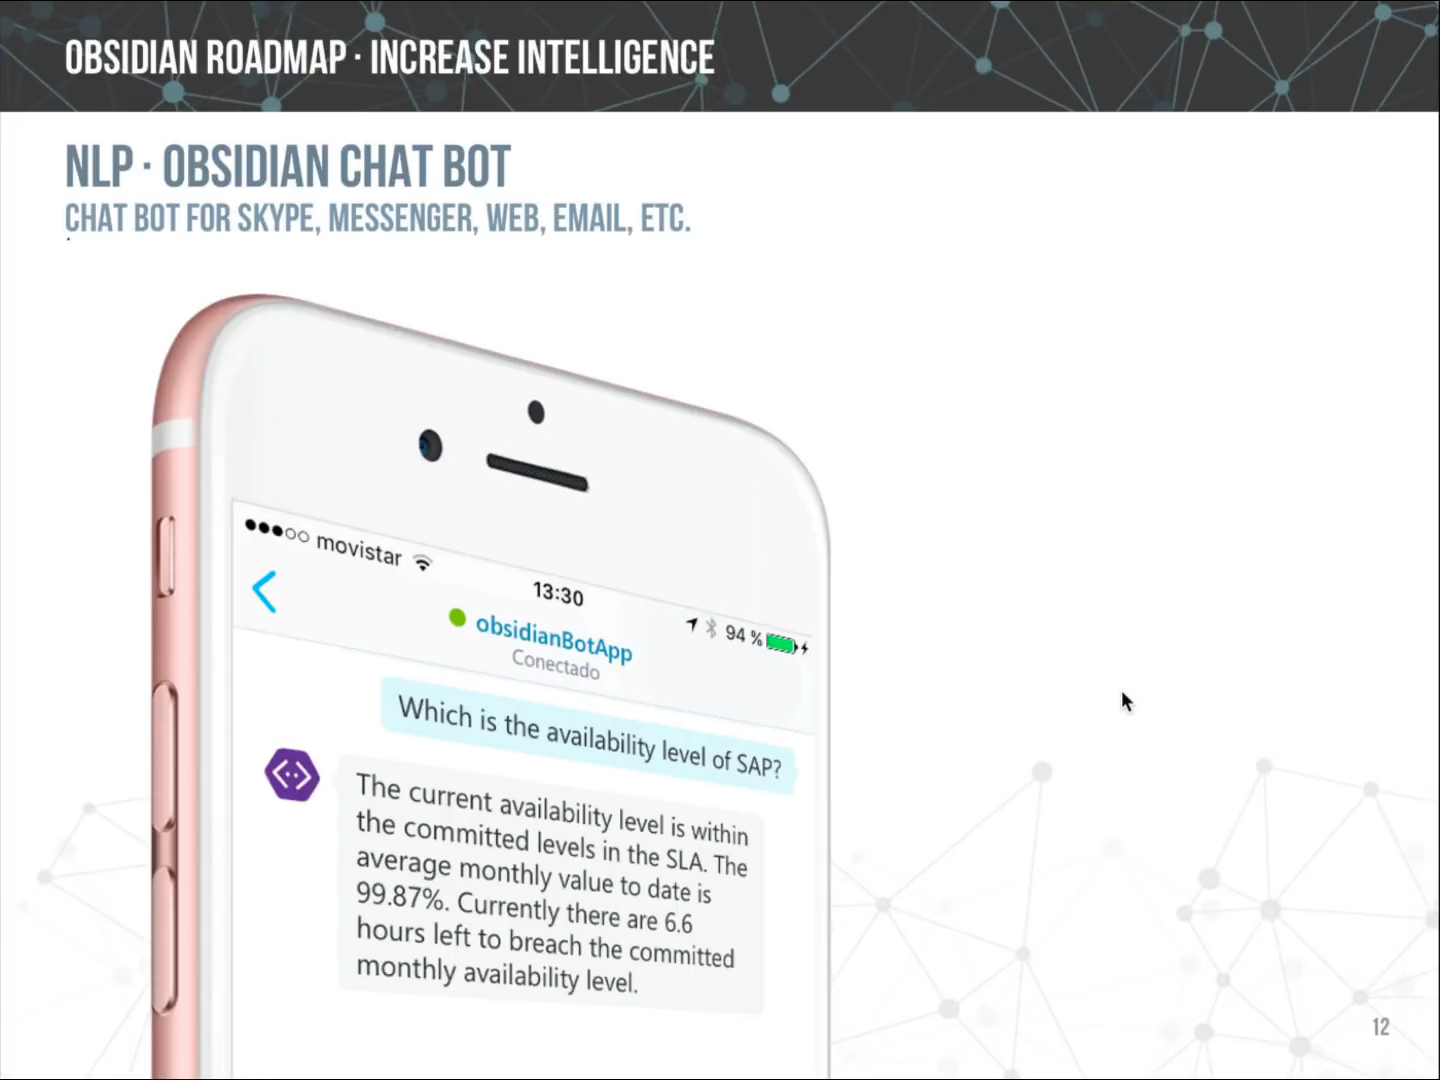 OBSIDIAN ROADMAP · INCREASE INTELLIGENCE
NLP · OBSIDIAN CHAT BOT
CHAT BOT FOR SKYPE, MESSENGER, WEB, EMAIL, ETC.
.
movistar
13:30
94 %
obsidianBotApp
Conectado
Which is the availability level of SAP?
The current availability level is within
the committed levels in the SLA. The
average monthly value to date is
99.87%. Currently there are 6.6
hours left to breach the committed
monthly availability level.
12